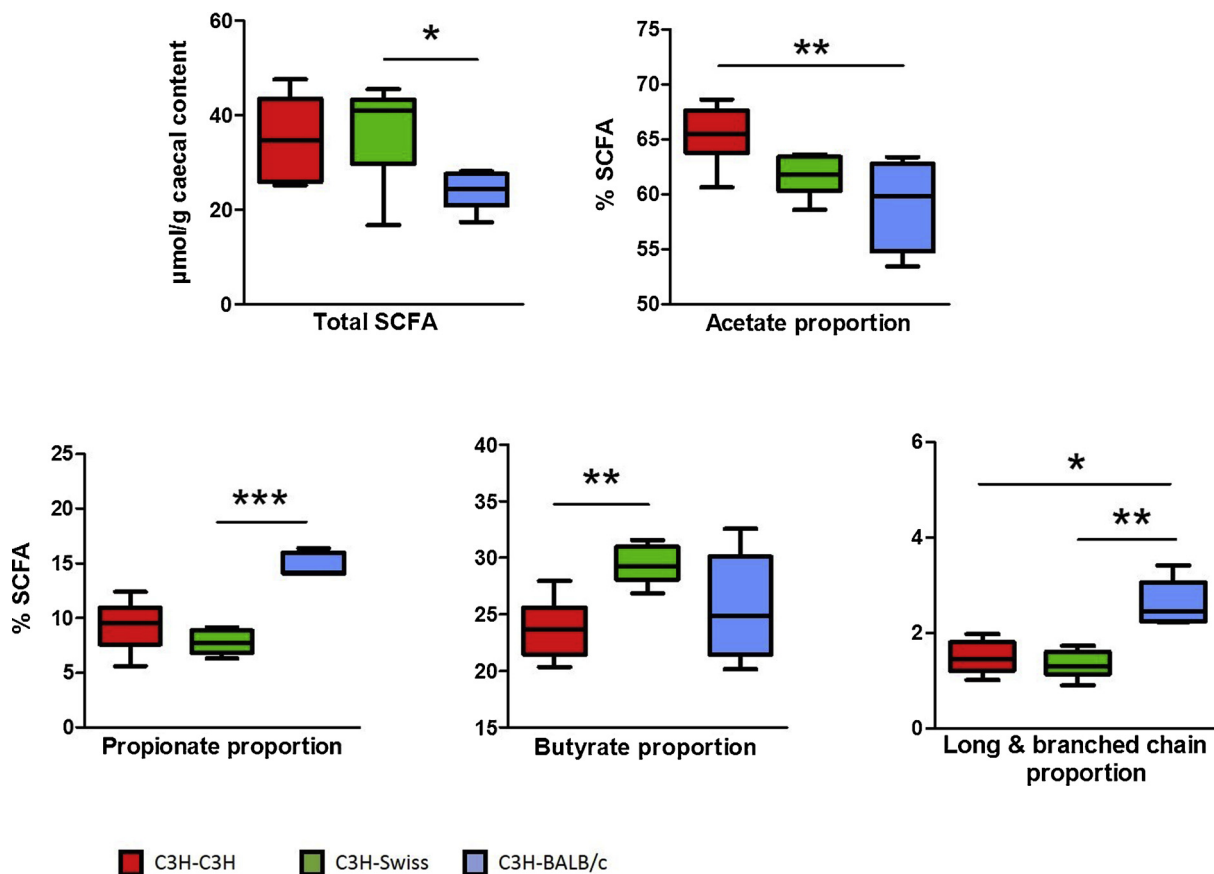 µmol/g caecal content
60
40
20
0
*
Total SCFA
% SCFA
75
70
65
60
55
50
**
Acetate proportion
% SCFA
25
20
15
10
5
0
***
Propionate proportion
40
35
30
25
20
15
**
Butyrate proportion
6
4
2
0
*
**
Long & branched chain
proportion
C3H-C3H
C3H-Swiss
C3H-BALB/c